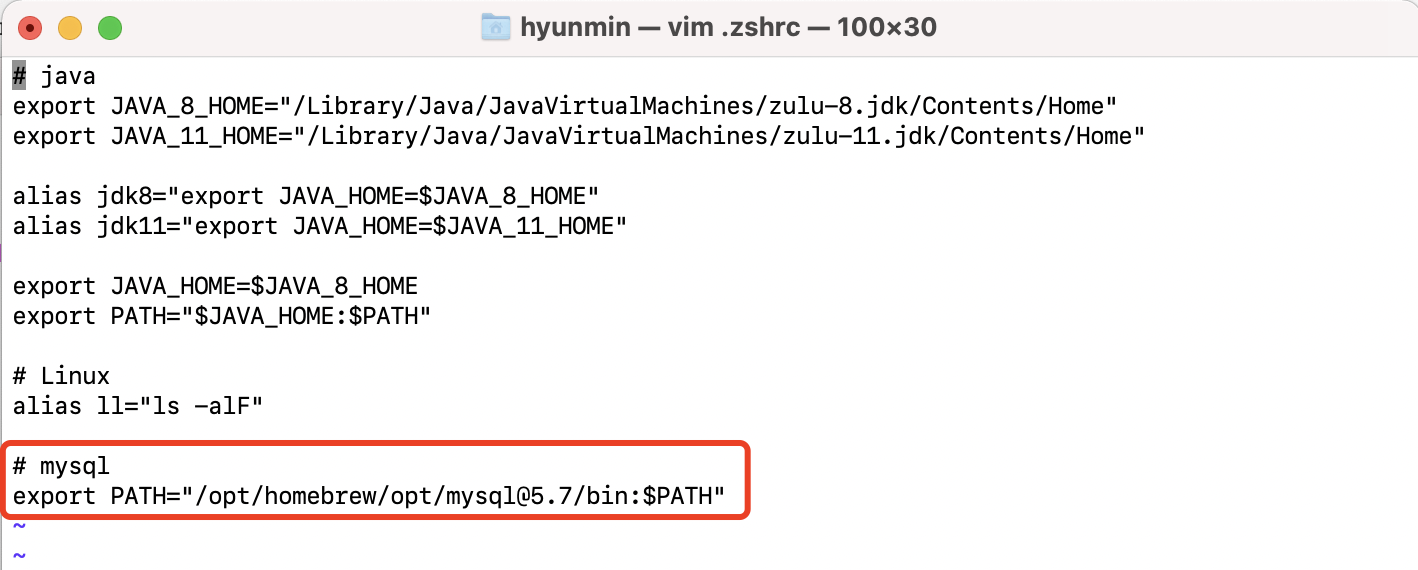 hyunmin — vim .zshrc — 100×30
# java
export JAVA_8_HOME="/Library/Java/JavaVirtualMachines/zulu-8.jdk/Contents/Home"
export JAVA_11_HOME="/Library/Java/JavaVirtualMachines/zulu-11.jdk/Contents/Home"
alias jdk8="export JAVA_HOME=$JAVA_8_HOME"
alias jdk11="export JAVA_HOME=$JAVA_11_HOME"
export JAVA_HOME=$JAVA_8_HOME
export PATH="$JAVA_HOME:$PATH"
# Linux
alias ll="ls -alF"
# mysql
export PATH="/opt/homebrew/opt/mysql@5.7/bin:$PATH"
~
~